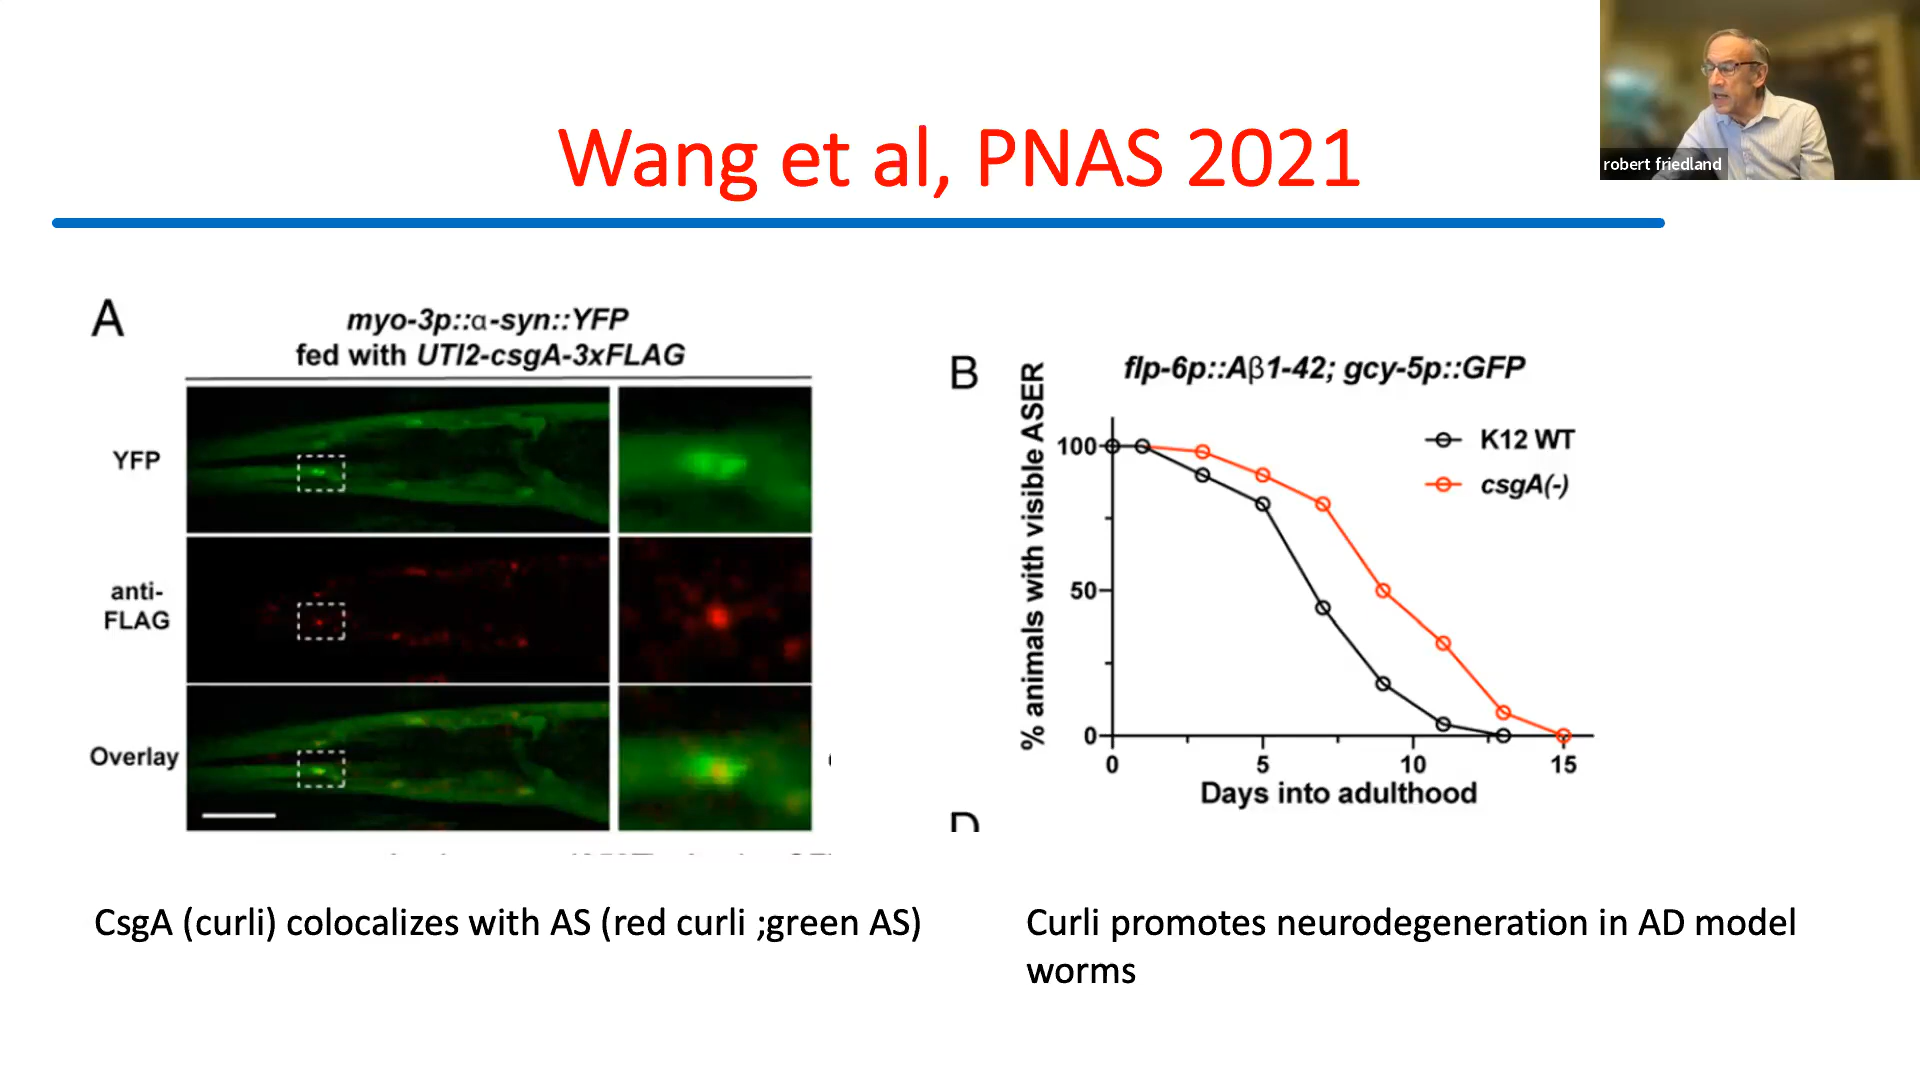 Wang et al, PNAS 2021
robert friedland
A
myo-3p::α-syn::YFP
fed with UTI2-csgA-3xFLAG
YFP
anti-
FLAG
Overlay
CsgA (curli) colocalizes with AS (red curli ;green AS)
B
flp-6p::Aβ1-42; gcy-5p::GFP
% animals with visible ASER
100
50
0
K12 WT
csgA(-)
0 5 10 15
Days into adulthood
D
Curli promotes neurodegeneration in AD model
worms